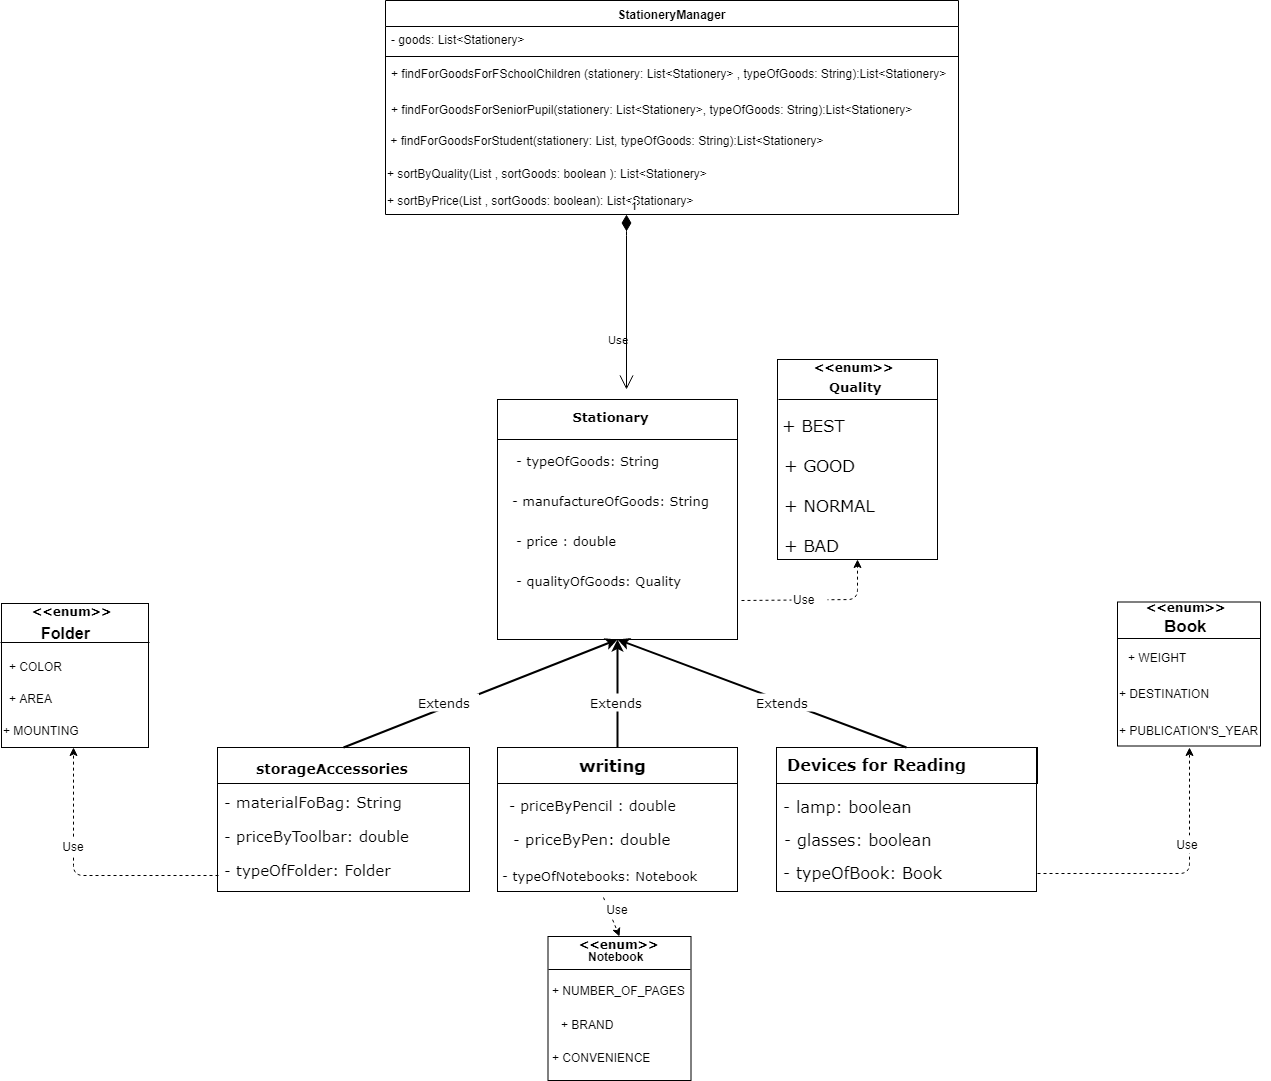 StationeryManager
- goods: List<Stationery>
+ findForGoodsForFSchoolChildren (stationery: List<Stationery> , typeOfGoods: String):List<Stationery>
+ findForGoodsForSeniorPupil(stationery: List<Stationery>, typeOfGoods: String):List<Stationery>
+ findForGoodsForStudent(stationery: List, typeOfGoods: String):List<Stationery>
+ sortByQuality(List , sortGoods: boolean ): List<Stationery>
+ sortByPrice(List , sortGoods: boolean): List<Stationary>
1
Use
Stationary
- typeOfGoods: String
- manufactureOfGoods: String
- price : double
- qualityOfGoods: Quality
<<enum>>
Quality
+ BEST
+ GOOD
+ NORMAL
+ BAD
Use
<<enum>>
Folder
+ COLOR
+ AREA
+ MOUNTING
<<enum>>
Book
+ WEIGHT
+ DESTINATION
+ PUBLICATION'S_YEAR
Extends
Extends
Extends
storageAccessories
- materialFoBag: String
- priceByToolbar: double
- typeOfFolder: Folder
Use
writing
- priceByPencil : double
- priceByPen: double
- typeOfNotebooks: Notebook
Devices for Reading
- lamp: boolean
- glasses: boolean
- typeOfBook: Book
Use
Use
<<enum>>
Notebook
+ NUMBER_OF_PAGES
+ BRAND
+ CONVENIENCE